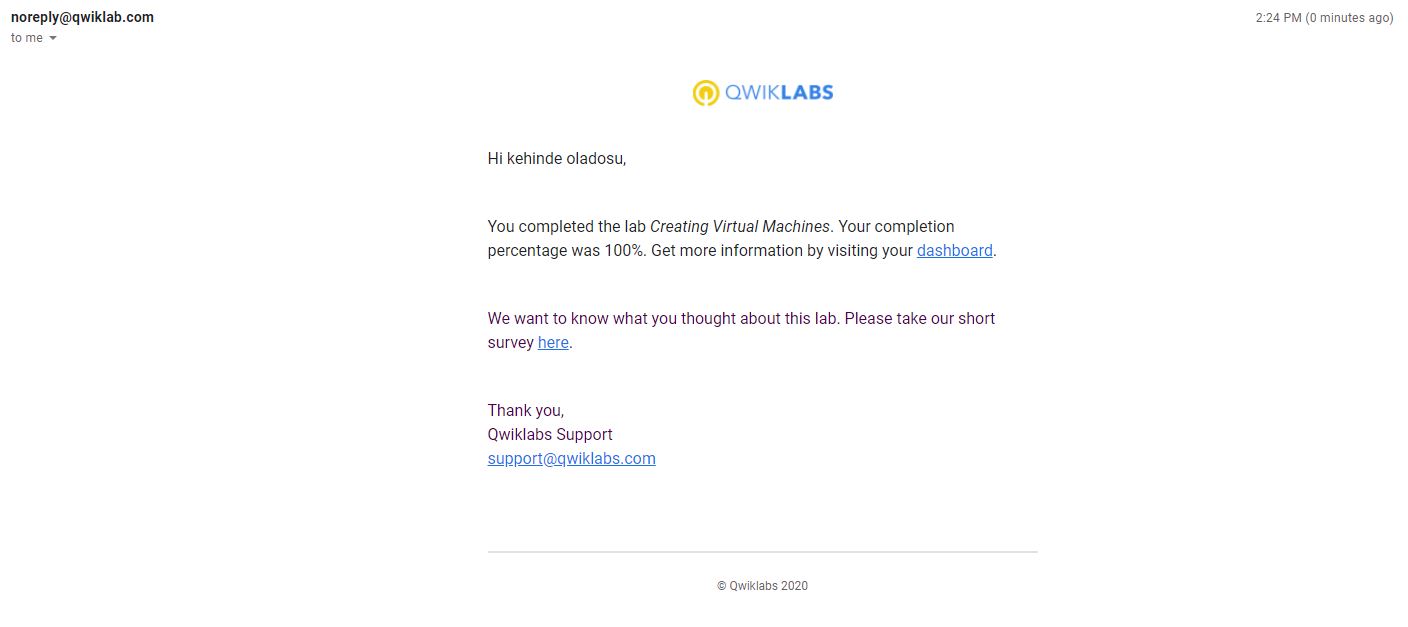 noreply@qwiklab.com
2:24 PM (0 minutes ago)
to me
QWIKLABS
Hi kehinde oladosu,
You completed the lab Creating Virtual Machines. Your completion
percentage was 100%. Get more information by visiting your dashboard.
We want to know what you thought about this lab. Please take our short
survey here.
Thank you,
Qwiklabs Support
support@qwiklabs.com
© Qwiklabs 2020